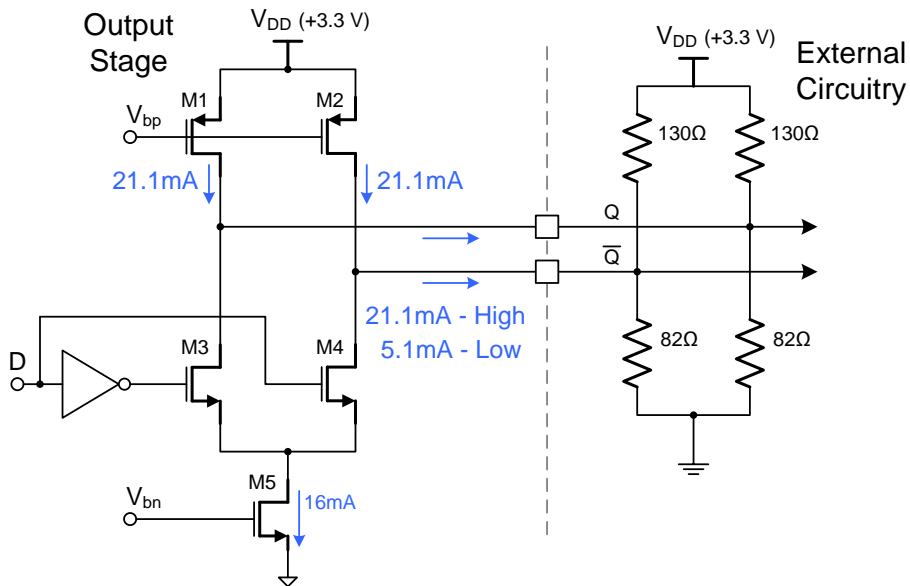 Output
Stage
VDD (+3.3 V)
VDD (+3.3 V)
External
Circuitry
M1
M2
Vbp
130Ω
130Ω
21.1mA
21.1mA
Q
Q̅
21.1mA - High
5.1mA - Low
M3
M4
82Ω
82Ω
D
M5
Vbn
16mA